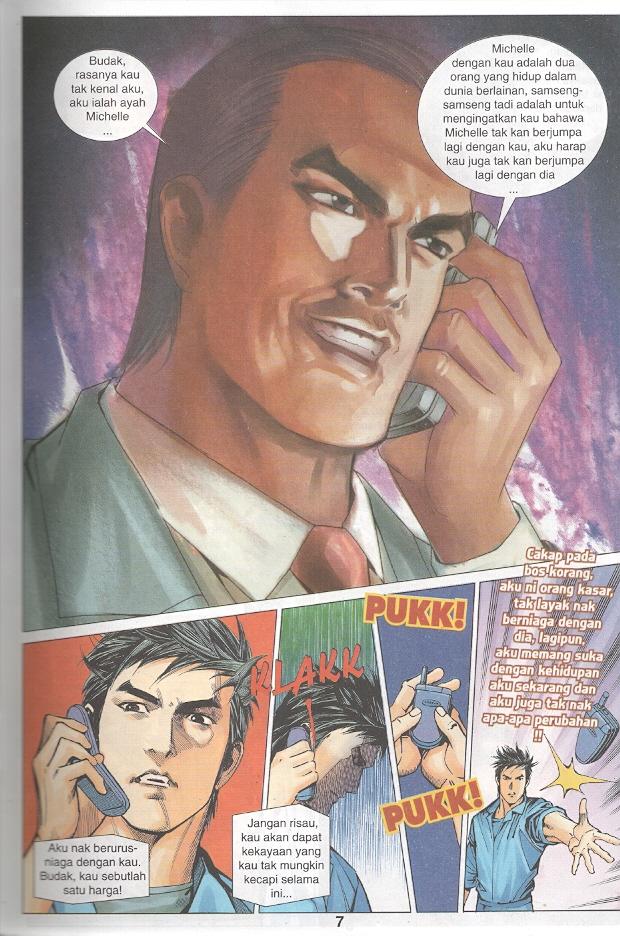 Budak,
rasanya kau
tak kenal aku,
aku ialah ayah
Michelle
...
Michelle
dengan kau adalah dua
orang yang hidup dalam
dunia berlainan, samseng-
samseng tadi adalah untuk
mengingatkan kau bahawa
Michelle tak kan berjumpa
lagi dengan kau, aku harap
kau juga tak kan berjumpa
lagi dengan dia
...
Aku nak berurus-
niaga dengan kau.
Budak, kau sebutlah
satu harga!
KLAKK
Jangan risau,
kau akan dapat
kekayaan yang
kau tak mungkin
kecapi selama
ini...
PUKK!
PUKK!
Cakap pada
bos korang,
aku ni orang kasar,
tak layak nak
berniaga dengan
dia, lagipun,
aku memang suka
dengan kehidupan
aku sekarang dan
aku juga tak nak
apa-apa perubahan
!!
7